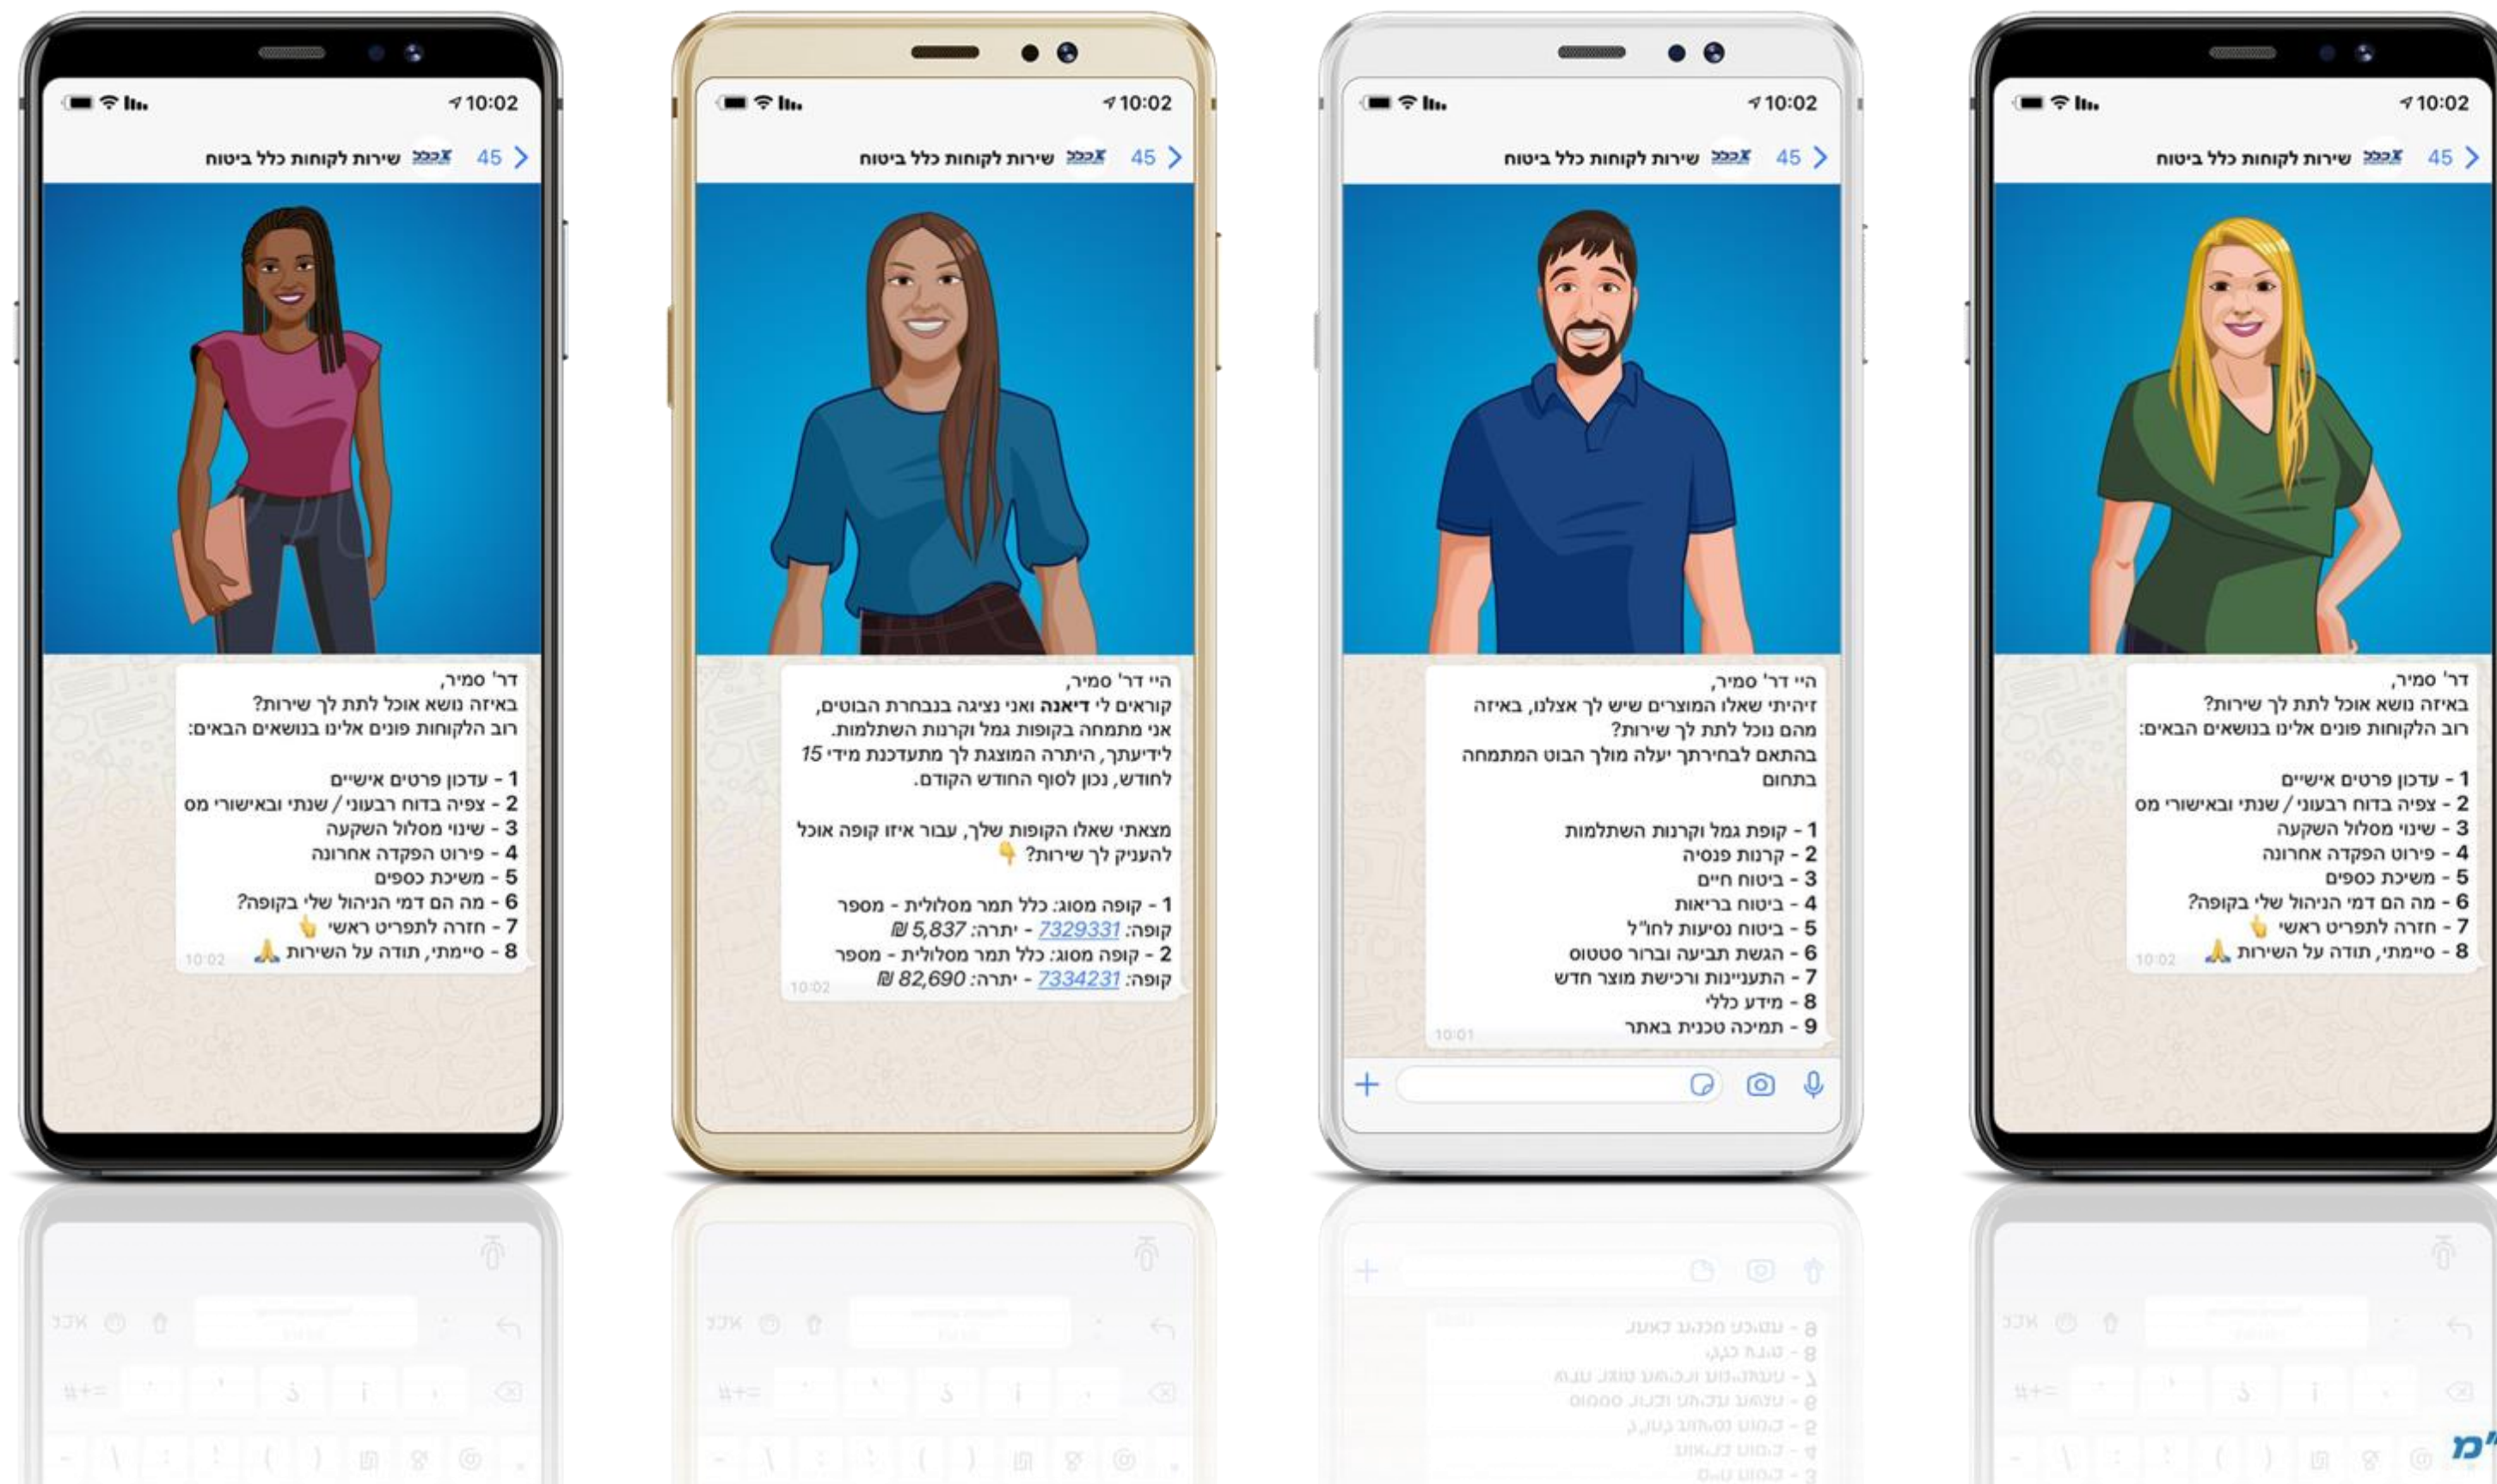 10:02
45 כלל שירות לקוחות כלל ביטוח
דר' סמיר,
באיזה נושא אוכל לתת לך שירות?
רוב הלקוחות פונים אלינו בנושאים הבאים:
1 - עדכון פרטים אישיים
2 - צפיה בדוח רבעוני / שנתי ובאישורי מס
3 - שינוי מסלול השקעה
4 - פירוט הפקדה אחרונה
5 - משיכת כספים
6 - מה הם דמי הניהול שלי בקופה?
7 - חזרה לתפריט ראשי 👆
8 - סיימתי, תודה על השירות 🙏
10:02
10:02
45 כלל שירות לקוחות כלל ביטוח
היי דר' סמיר,
זיהיתי שאלו המוצרים שיש לך אצלנו, באיזה
מהם נוכל לתת לך שירות?
בהתאם לבחירתך יעלה מולך הבוט המתמחה
בתחום
1 - קופת גמל וקרנות השתלמות
2 - קרנות פנסיה
3 - ביטוח חיים
4 - ביטוח בריאות
5 - ביטוח נסיעות לחו"ל
6 - הגשת תביעה וברור סטטוס
7 - התעניינות ורכישת מוצר חדש
8 - מידע כללי
9 - תמיכה טכנית באתר
10:01
10:02
45 כלל שירות לקוחות כלל ביטוח
היי דר' סמיר,
קוראים לי דיאנה ואני נציגה בנבחרת הבוטים,
אני מתמחה בקופות גמל וקרנות השתלמות.
לידיעתך, היתרה המוצגת לך מתעדכנת מידי 15
לחודש, נכון לסוף החודש הקודם.
מצאתי שאלו הקופות שלך, עבור איזו קופה אוכל
להעניק לך שירות? 👇
1 - קופה מסוג: כלל תמר מסלולית - מספר
קופה: 7329331 - יתרה: 5,837 ₪
2 - קופה מסוג: כלל תמר מסלולית - מספר
קופה: 7334231 - יתרה: 82,690 ₪
10:02
10:02
45 כלל שירות לקוחות כלל ביטוח
דר' סמיר,
באיזה נושא אוכל לתת לך שירות?
רוב הלקוחות פונים אלינו בנושאים הבאים:
1 - עדכון פרטים אישיים
2 - צפיה בדוח רבעוני / שנתי ובאישורי מס
3 - שינוי מסלול השקעה
4 - פירוט הפקדה אחרונה
5 - משיכת כספים
6 - מה הם דמי הניהול שלי בקופה?
7 - חזרה לתפריט ראשי 👆
8 - סיימתי, תודה על השירות 🙏
10:02
"מ